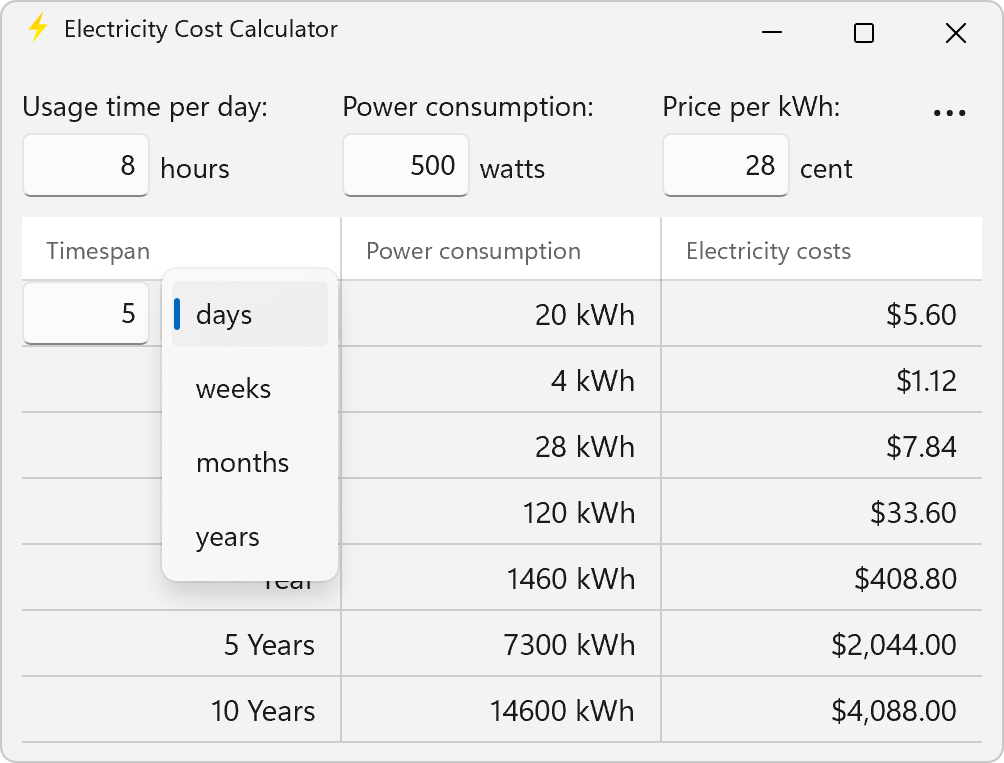 Electricity Cost Calculator
Usage time per day: Power consumption: Price per kWh: ...
8 hours 500 watts 28 cent
Timespan Power consumption Electricity costs
5 days 20 kWh $5.60
weeks 4 kWh $1.12
months 28 kWh $7.84
years 120 kWh $33.60
Year 1460 kWh $408.80
5 Years 7300 kWh $2,044.00
10 Years 14600 kWh $4,088.00